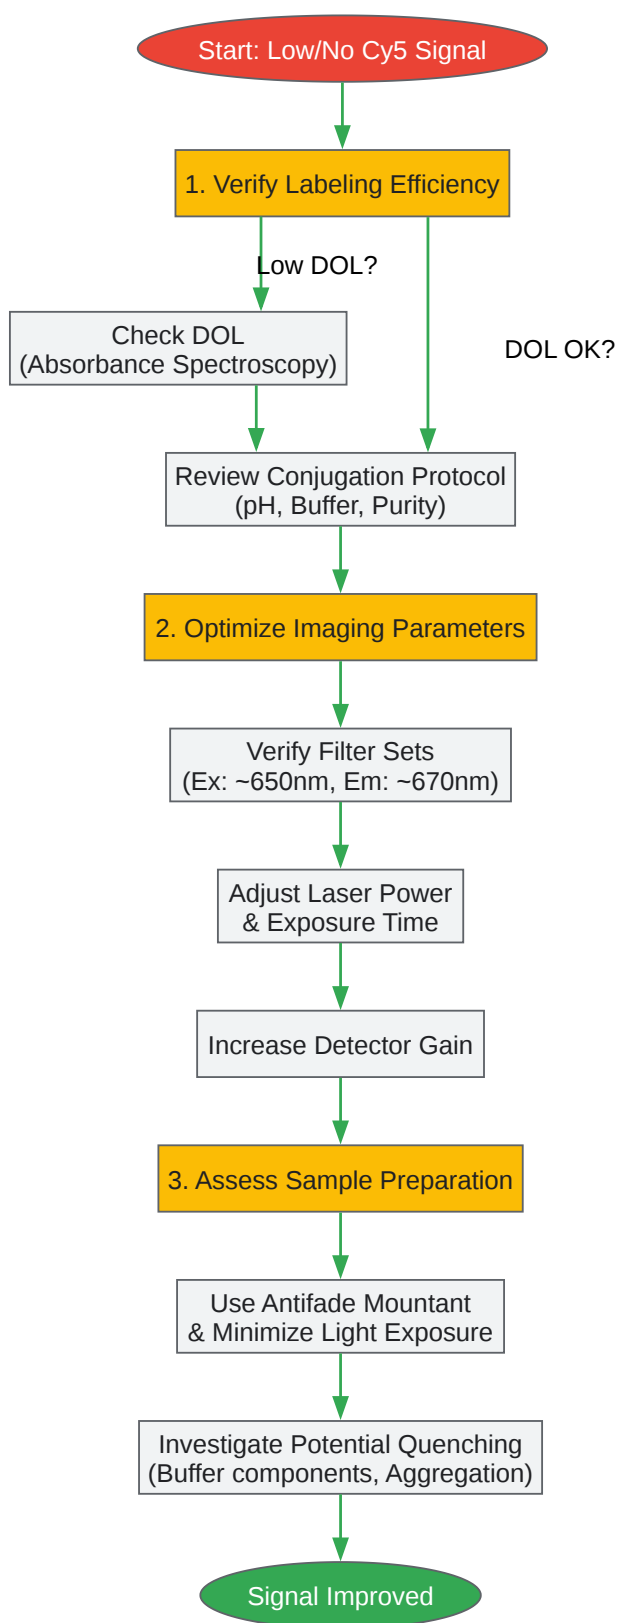 Start: Low/No Cy5 Signal
1. Verify Labeling Efficiency
Low DOL?
Check DOL
(Absorbance Spectroscopy)
DOL OK?
Review Conjugation Protocol
(pH, Buffer, Purity)
2. Optimize Imaging Parameters
Verify Filter Sets
(Ex: ~650nm, Em: ~670nm)
Adjust Laser Power
& Exposure Time
Increase Detector Gain
3. Assess Sample Preparation
Use Antifade Mountant
& Minimize Light Exposure
Investigate Potential Quenching
(Buffer components, Aggregation)
Signal Improved